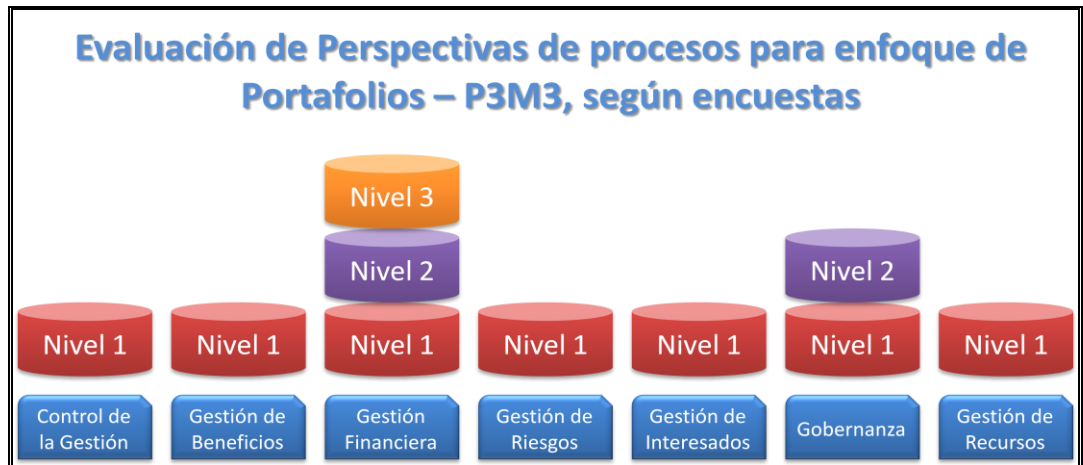 Evaluación de Perspectivas de procesos para enfoque de
Portafolios – P3M3, según encuestas
Nivel 3
Nivel 2 Nivel 2
Nivel 1 Nivel 1 Nivel 1 Nivel 1 Nivel 1 Nivel 1 Nivel 1
Control de
la Gestión
Gestión de
Beneficios
Gestión
Financiera
Gestión de
Riesgos
Gestión de
Interesados
Gobernanza
Gestión de
Recursos